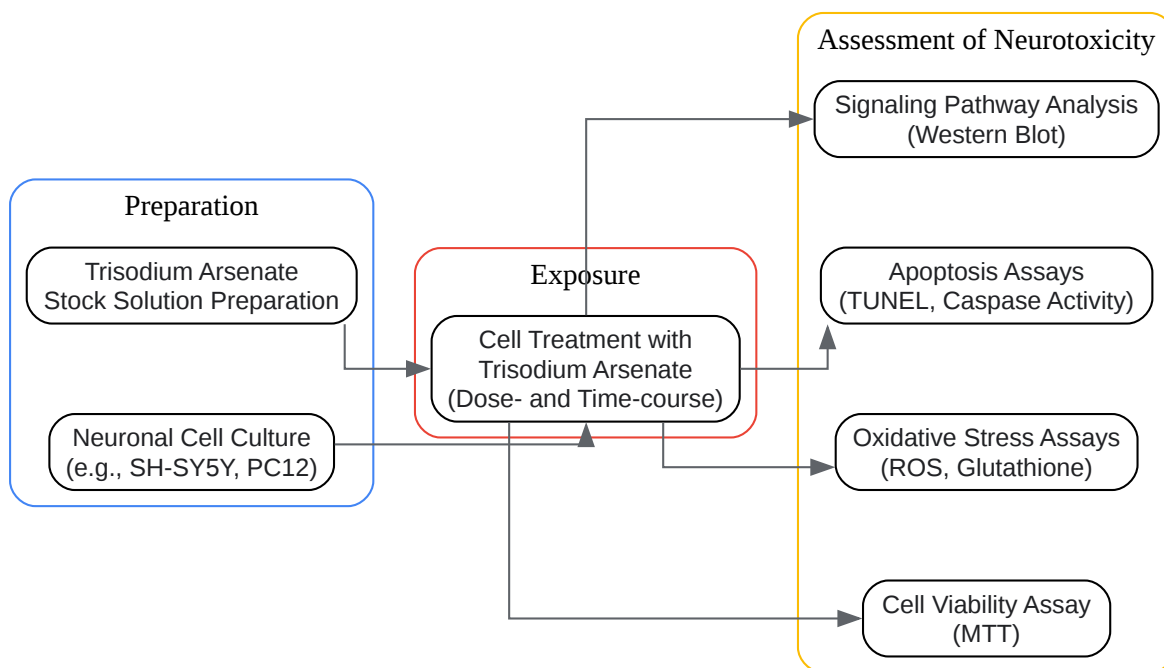 Preparation
Trisodium Arsenate
Stock Solution Preparation
Neuronal Cell Culture
(e.g., SH-SY5Y, PC12)
Exposure
Cell Treatment with
Trisodium Arsenate
(Dose- and Time-course)
Assessment of Neurotoxicity
Signaling Pathway Analysis
(Western Blot)
Apoptosis Assays
(TUNEL, Caspase Activity)
Oxidative Stress Assays
(ROS, Glutathione)
Cell Viability Assay
(MTT)